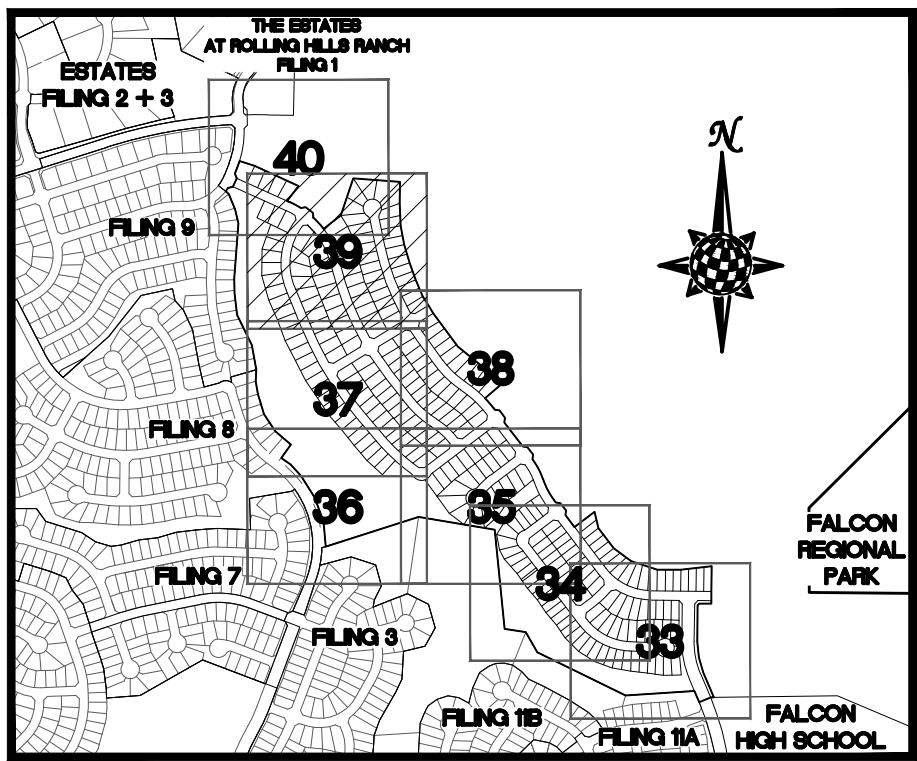 THE ESTATES
AT ROLLING HILLS RANCH
FILING 1
ESTATES
FILING 2 + 3
N
40
FILING 9
39
38
37
FILING 8
36
35
FALCON
REGIONAL
PARK
FILING 7
34
FILING 3
33
FILING 11B
FILING 11A
FALCON
HIGH SCHOOL